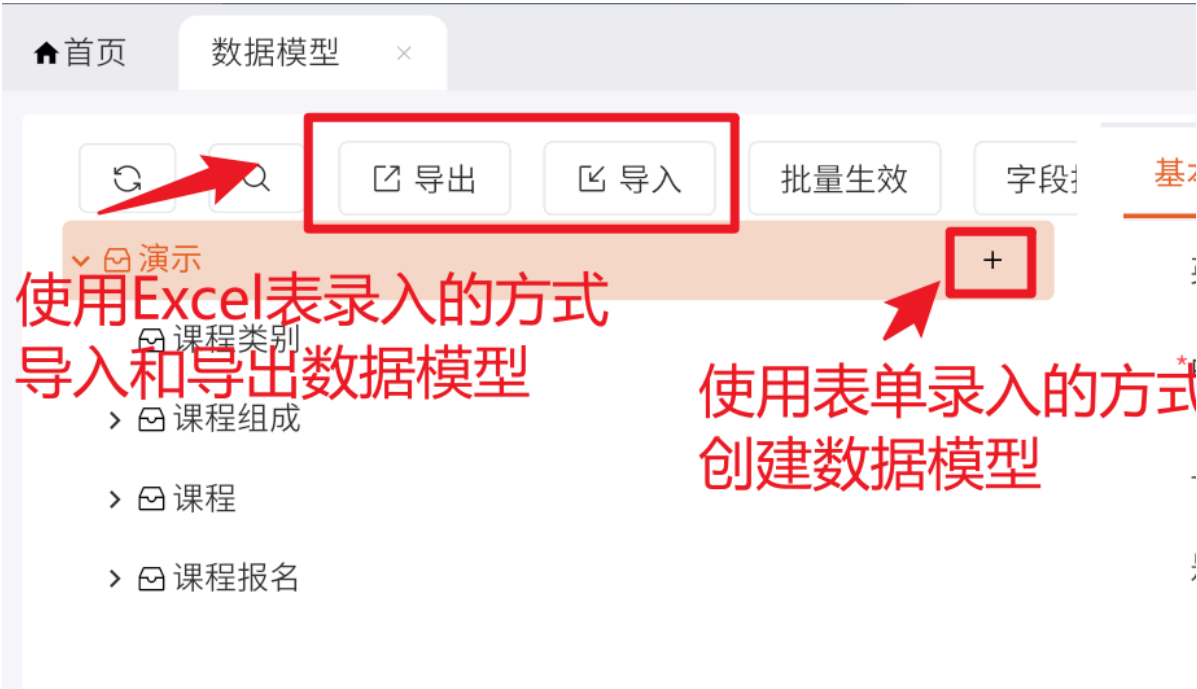 首页
数据模型
导出
导入
批量生效
字段
基
演示
使用Excel表录入的方式
课程类别
导入和导出数据模型
课程组成
使用表单录入的方式
创建数据模型
课程
课程报名